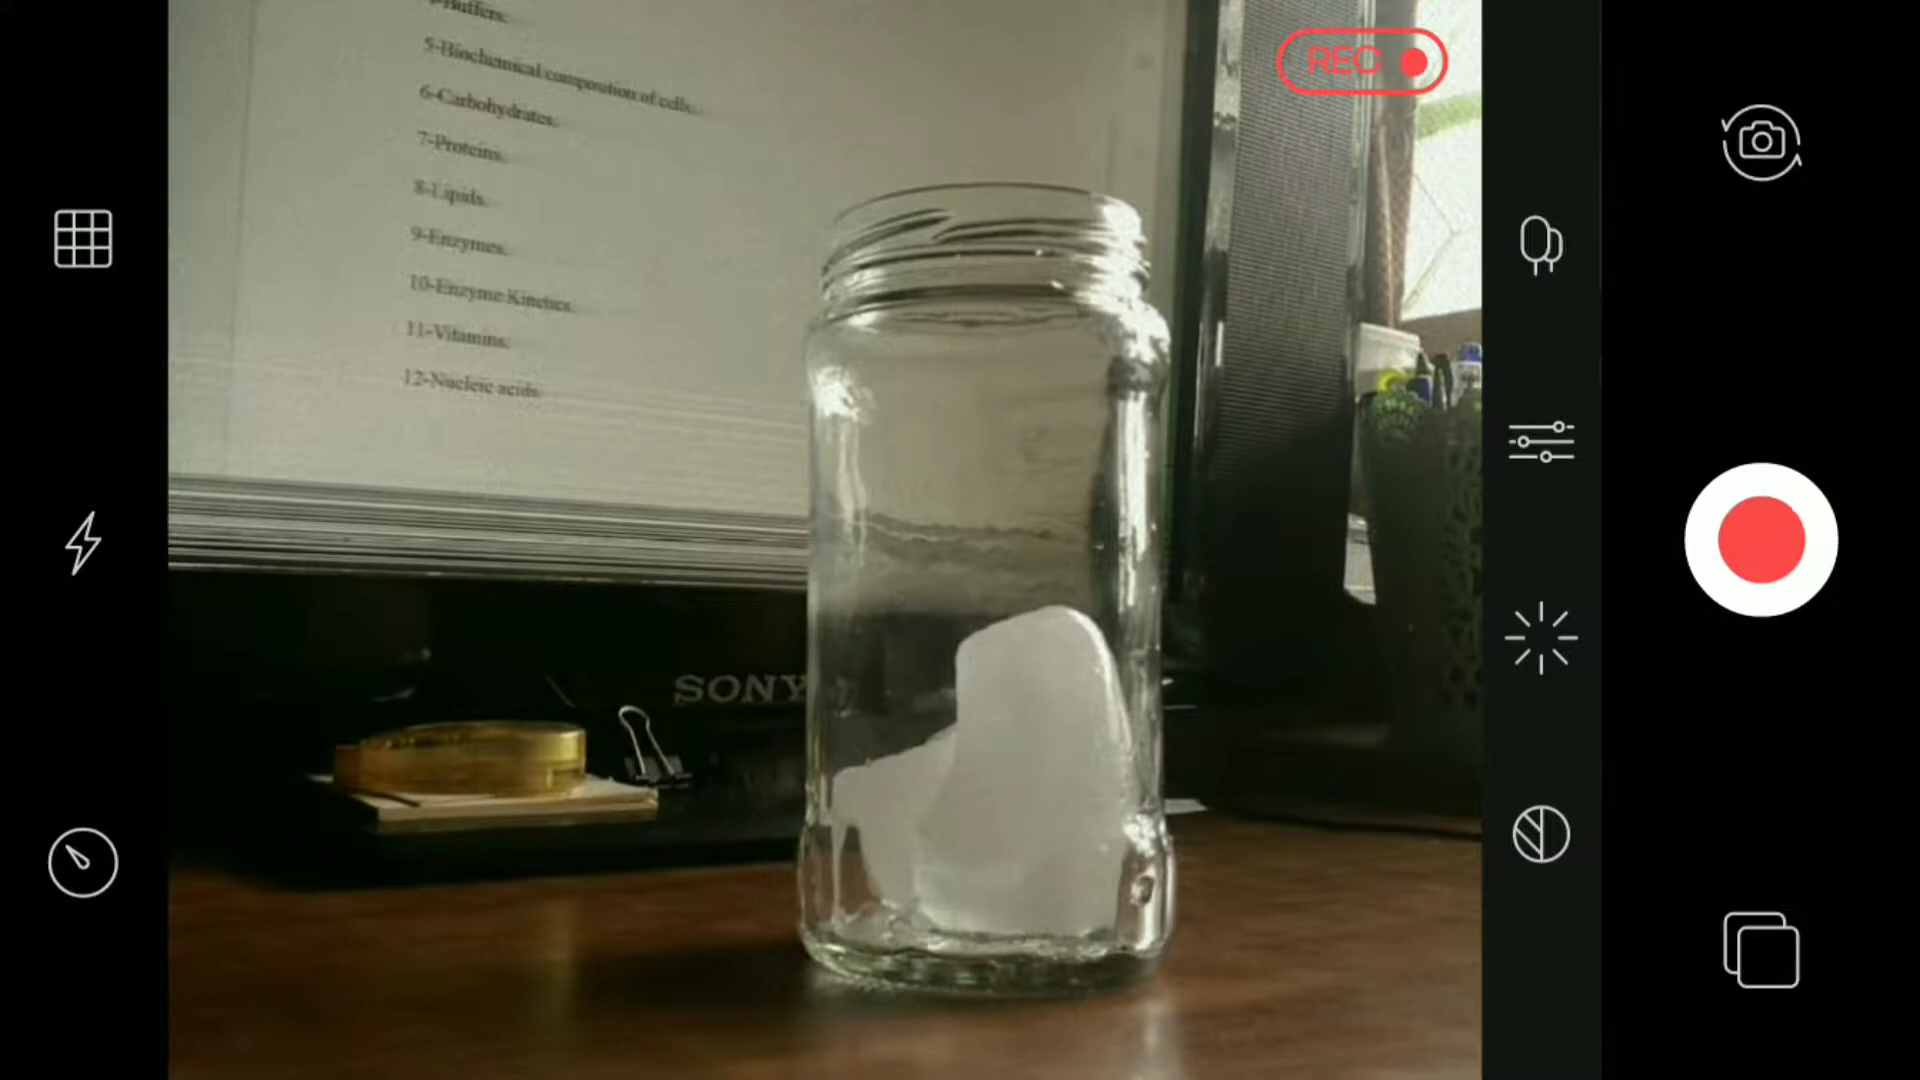 -Buffers.
5-Biochemical composition of cells.
6-Carbohydrates.
7-Proteins.
8-Lipids.
9-Enzymes.
10-Enzyme Kinetics.
11-Vitamins.
12-Nucleic acids.
REC
SONY